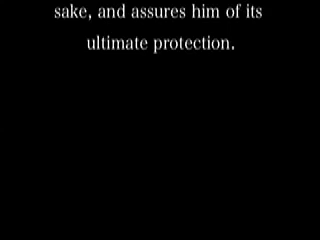 sake, and assures him of its
ultimate protection.